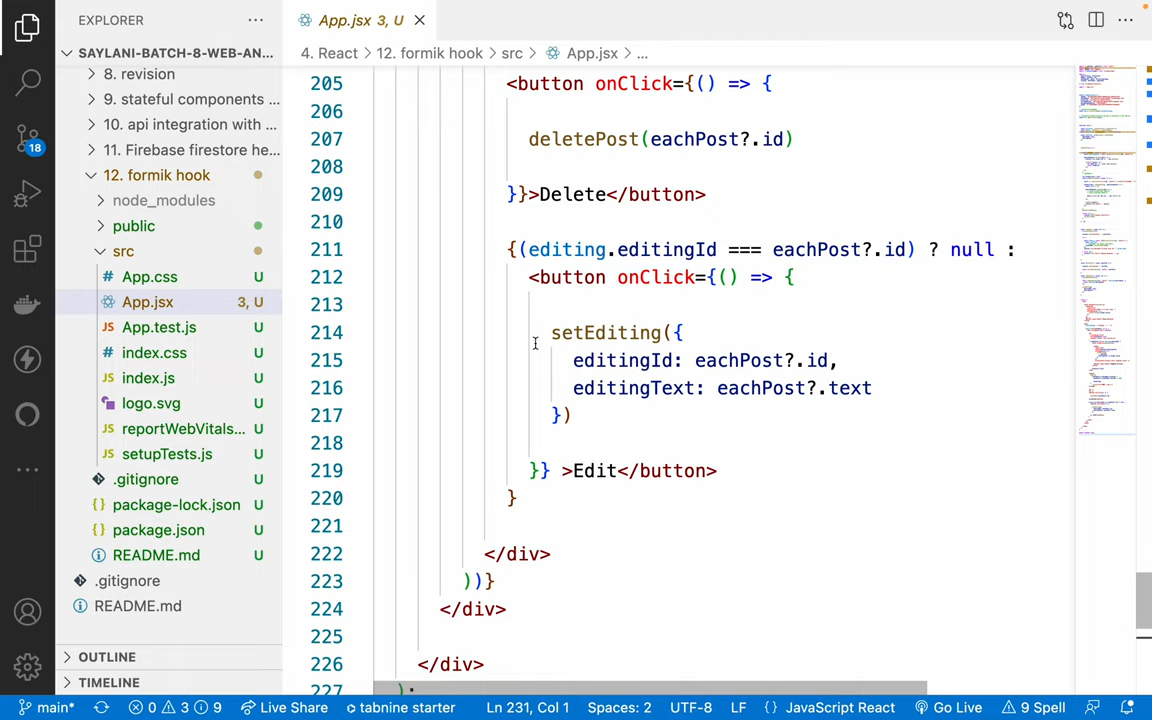 EXPLORER
SAYLANI-BATCH-8-WEB-AN...
8. revision
9. stateful components ...
10. api integration with ...
11. Firebase firestore he...
12. formik hook
node_modules
public
src
# App.css U
App.jsx 3, U
JS App.test.js U
# index.css U
JS index.js U
logo.svg U
JS reportWebVitals... U
JS setupTests.js U
.gitignore U
{} package-lock.json U
{} package.json U
README.md U
.gitignore
README.md
OUTLINE
TIMELINE
18
App.jsx 3, U
4. React > 12. formik hook > src > App.jsx > ...
205 <button onClick={() => {
206
207 deletePost(eachPost?.id)
208
209 }}>Delete</button>
210
211 {(editing.editingId === eachPost?.id) ? null :
212 <button onClick={() => {
213
214 setEditing({
215 editingId: eachPost?.id,
216 editingText: eachPost?.text
217 })
218
219 }} >Edit</button>
220 }
221
222 </div>
223 ))}
224 </div>
225
226 </div>
227 );
main* 0 3 9 Live Share tabnine starter Ln 231, Col 1 Spaces: 2 UTF-8 LF {} JavaScript React Go Live 9 Spell